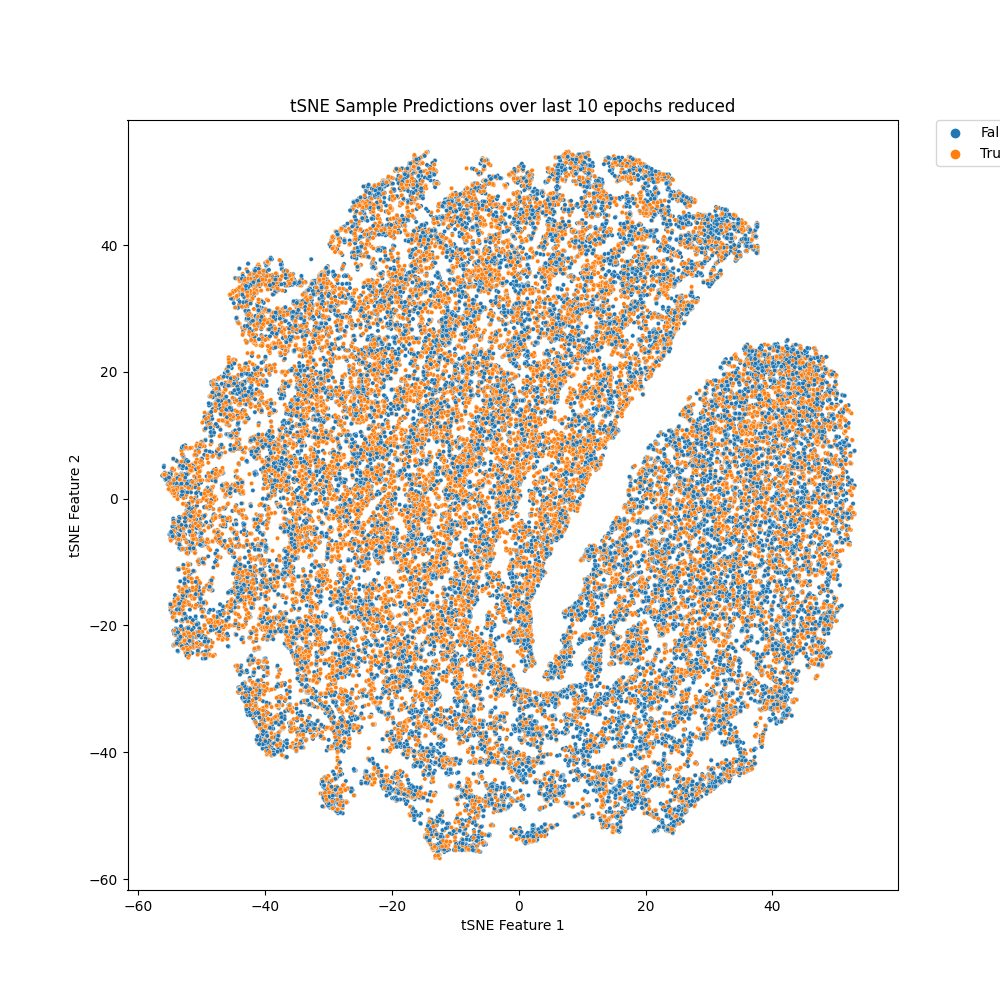 tSNE Sample Predictions over last 10 epochs reduced
Fal
Tru
40
20
0
−20
−40
−60
tSNE Feature 2
−60
−40
−20
0
20
40
tSNE Feature 1